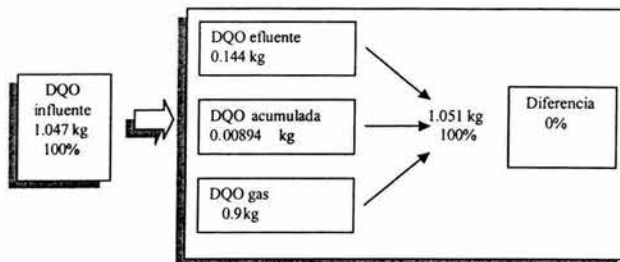 DQO
influente
1.047 kg
100%
DQO efluente
0.144 kg
DQO acumulada
0.00894 kg
DQO gas
0.9 kg
1.051 kg
100%
Diferencia
0%